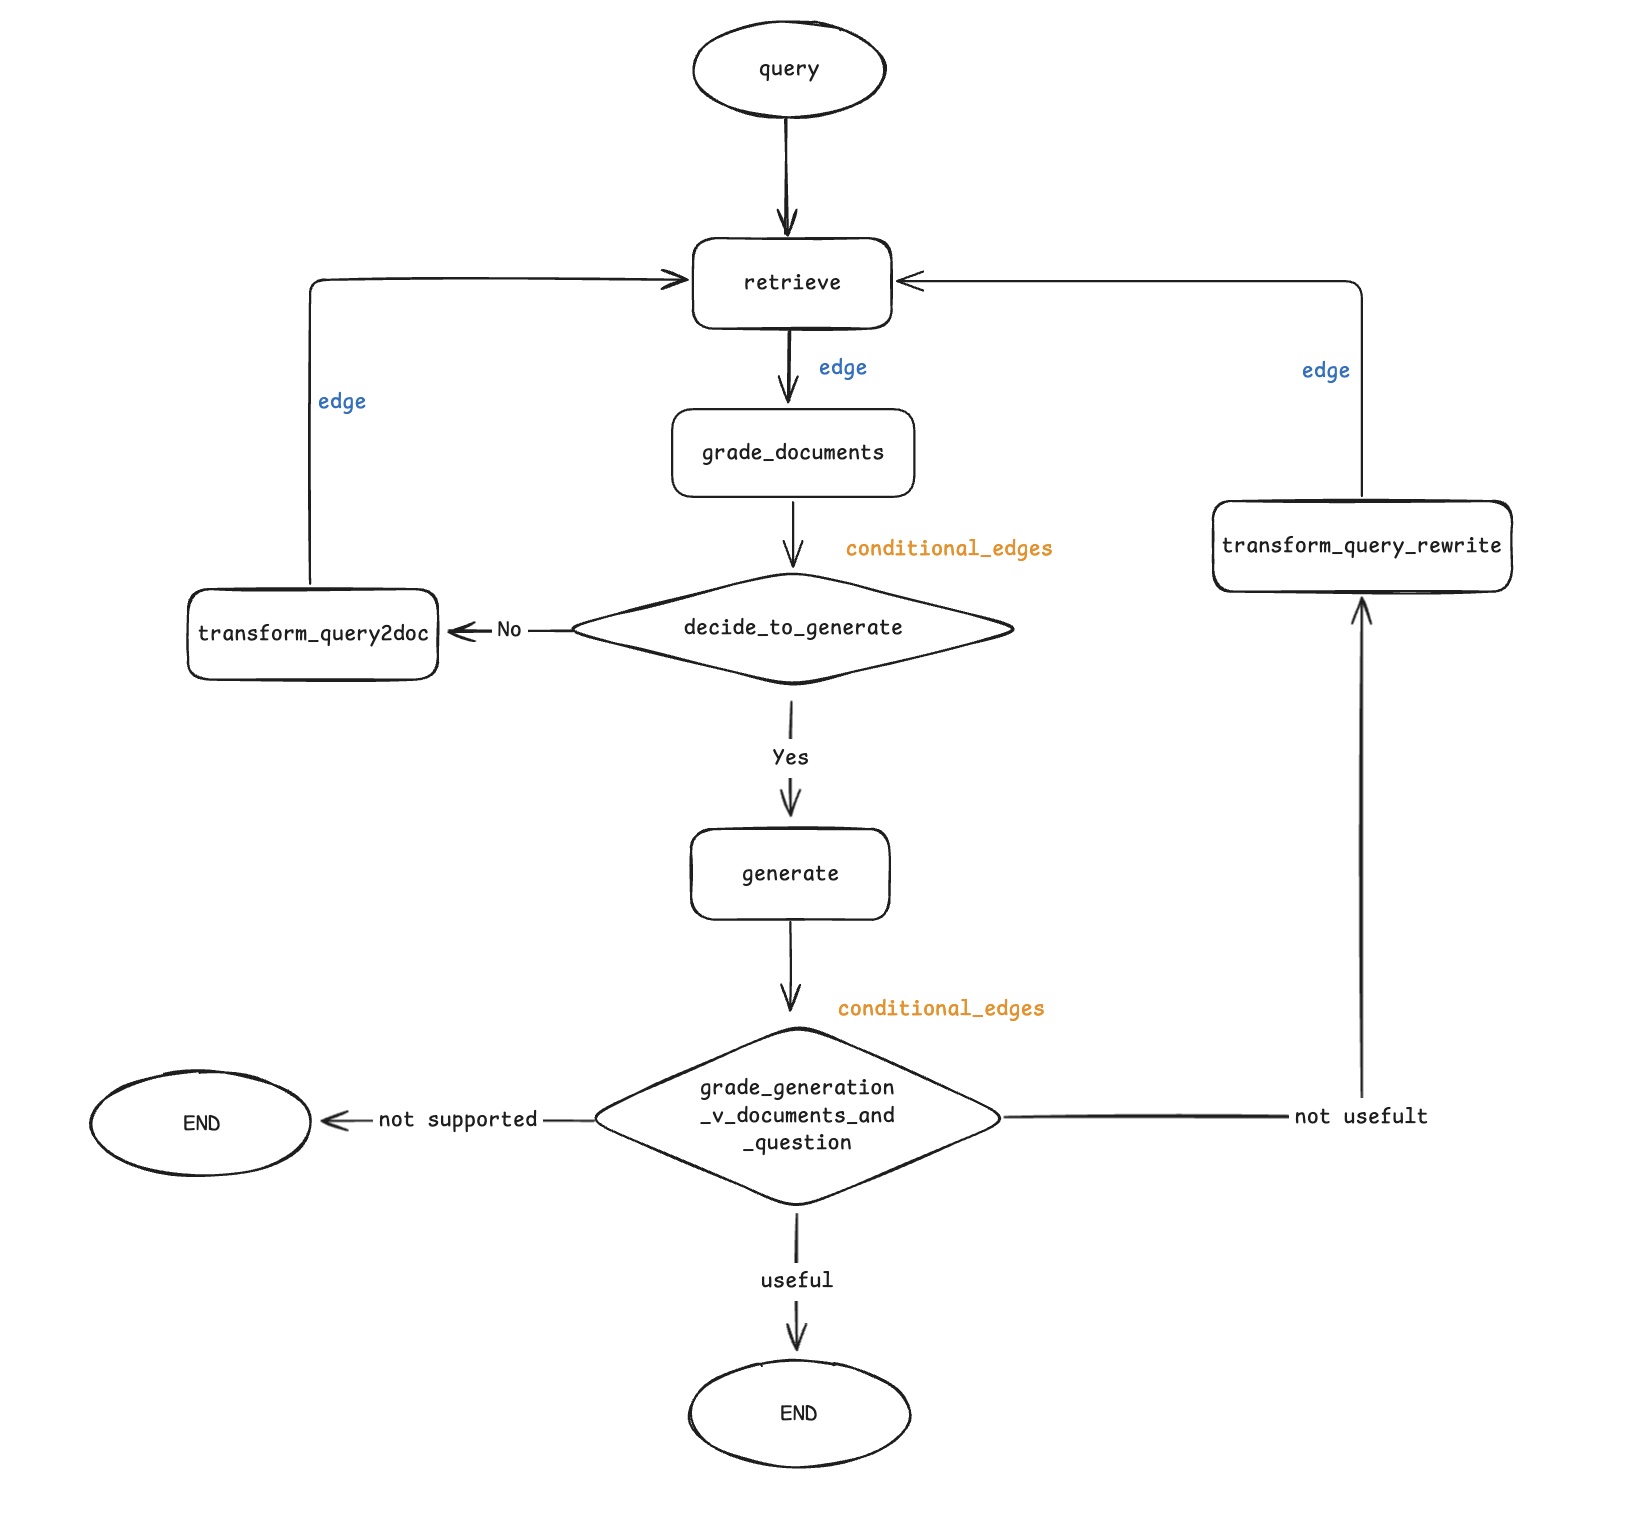 query
retrieve
edge
edge
edge
grade_documents
conditional_edges
transform_query_rewrite
transform_query2doc
No
decide_to_generate
Yes
generate
conditional_edges
grade_generation
_v_documents_and
_question
END
not supported
not usefult
useful
END